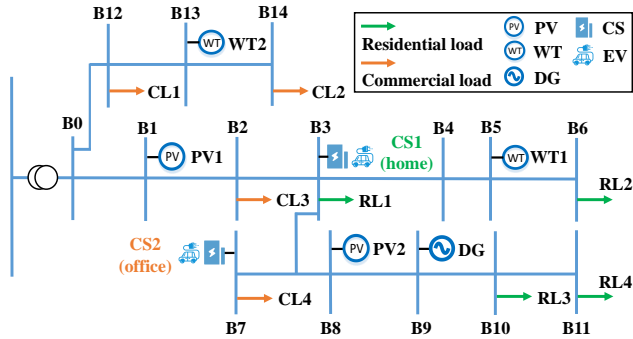 B12 B13 B14
WT WT2
CL1 CL2
PV PV CS
WT WT EV
DG
Residential load
Commercial load
B0 B1 B2 B3 B4 B5 B6
PV PV1
CS1
(home)
WT WT1
CL3 RL1 RL2
CS2
(office)
PV PV2
DG
CL4 RL3 RL4
B7 B8 B9 B10 B11